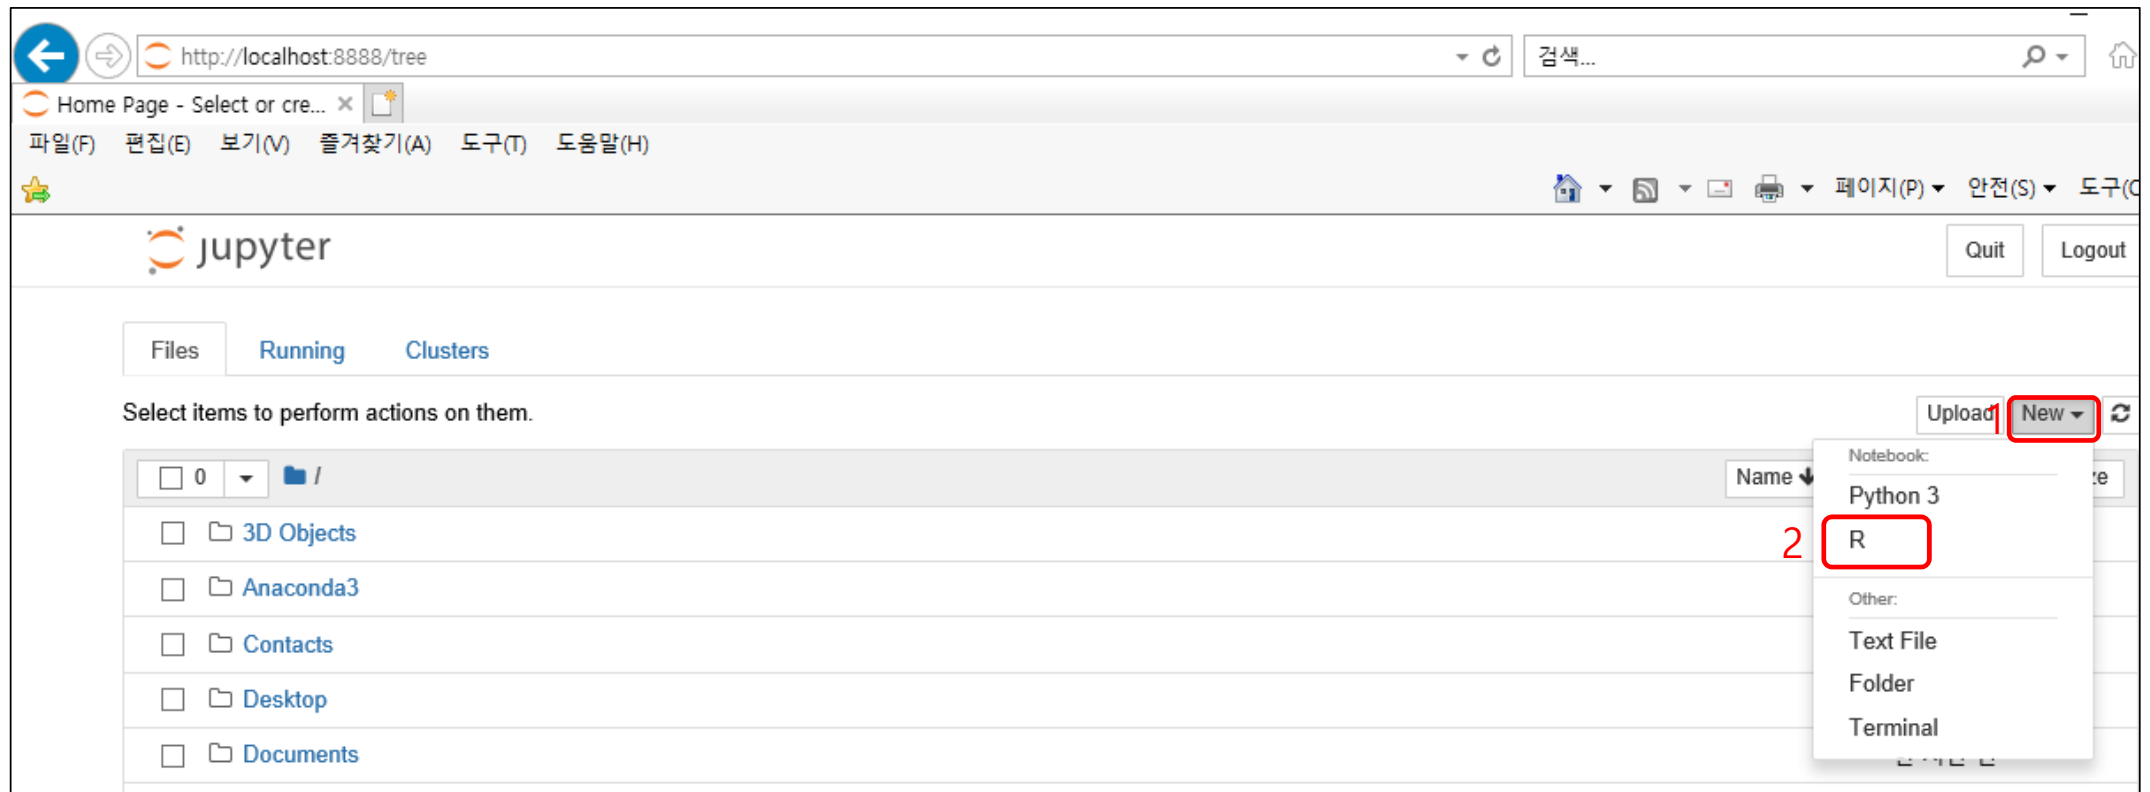 http://localhost:8888/tree
검색...
Home Page - Select or cre...
파일(F) 편집(E) 보기(V) 즐겨찾기(A) 도구(T) 도움말(H)
페이지(P) 안전(S) 도구(O
jupyter
Quit Logout
Files Running Clusters
Select items to perform actions on them.
Upload 1 New
0 / Name
Notebook:
Python 3
2 R
Other:
Text File
Folder
Terminal
3D Objects
Anaconda3
Contacts
Desktop
Documents